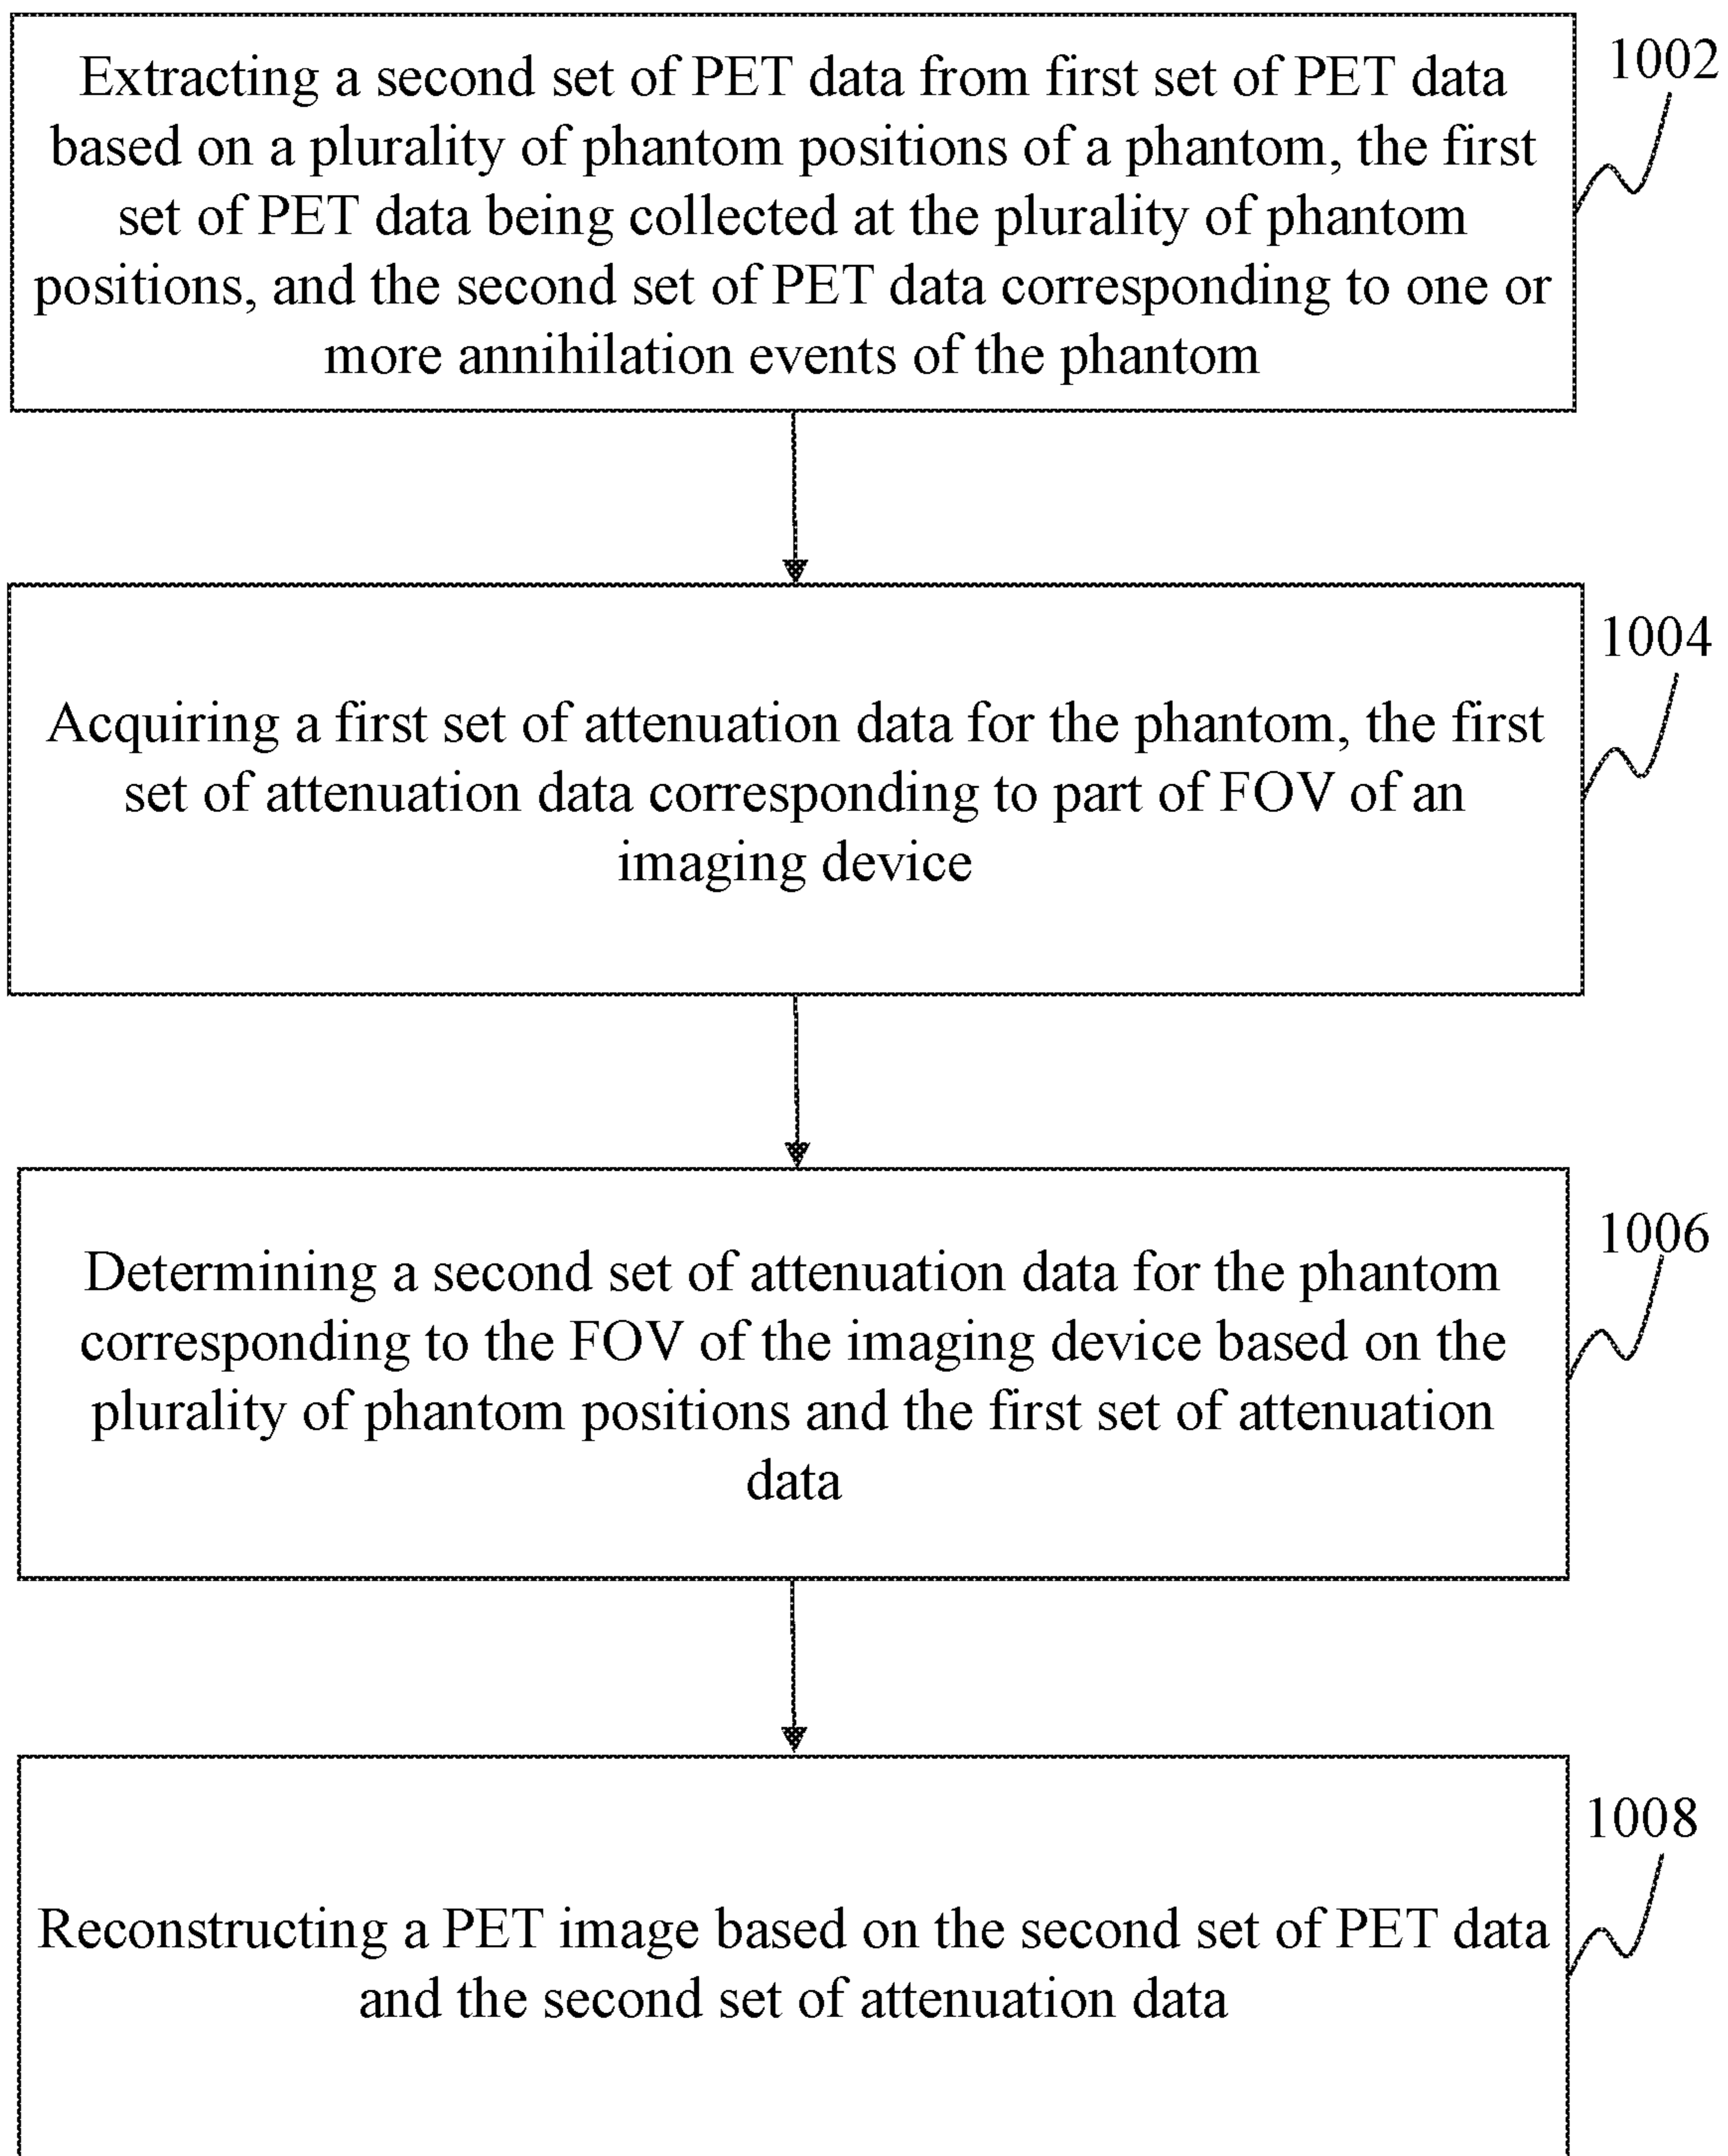 Extracting a second set of PET data from first set of PET data
based on a plurality of phantom positions of a phantom, the first
set of PET data being collected at the plurality of phantom
positions, and the second set of PET data corresponding to one or
more annihilation events of the phantom
1002
Acquiring a first set of attenuation data for the phantom, the first
set of attenuation data corresponding to part of FOV of an
imaging device
1004
Determining a second set of attenuation data for the phantom
corresponding to the FOV of the imaging device based on the
plurality of phantom positions and the first set of attenuation
data
1006
Reconstructing a PET image based on the second set of PET data
and the second set of attenuation data
1008